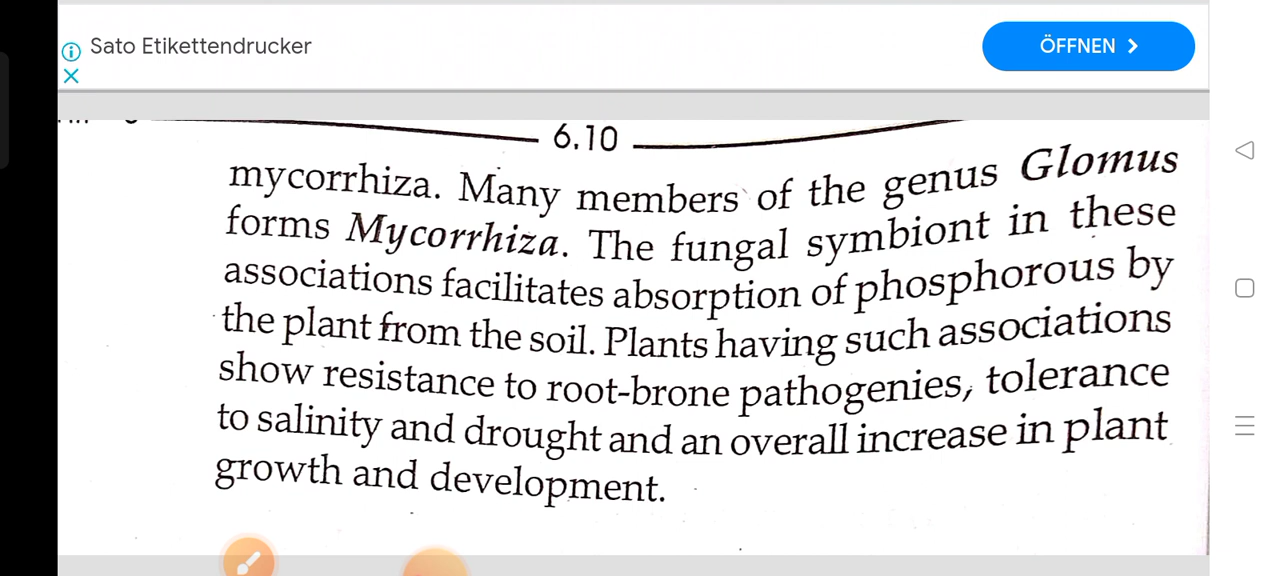 Sato Etikettendrucker
ÖFFNEN
6.10
mycorrhiza. Many members of the genus Glomus
forms Mycorrhiza. The fungal symbiont in these
associations facilitates absorption of phosphorous by
the plant from the soil. Plants having such associations
show resistance to root-brone pathogenies, tolerance
to salinity and drought and an overall increase in plant
growth and development.